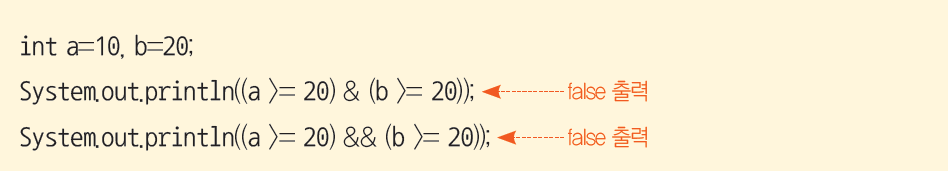 int a=10, b=20;
System.out.println((a >= 20) & (b >= 20)); false 출력
System.out.println((a >= 20) && (b >= 20)); false 출력